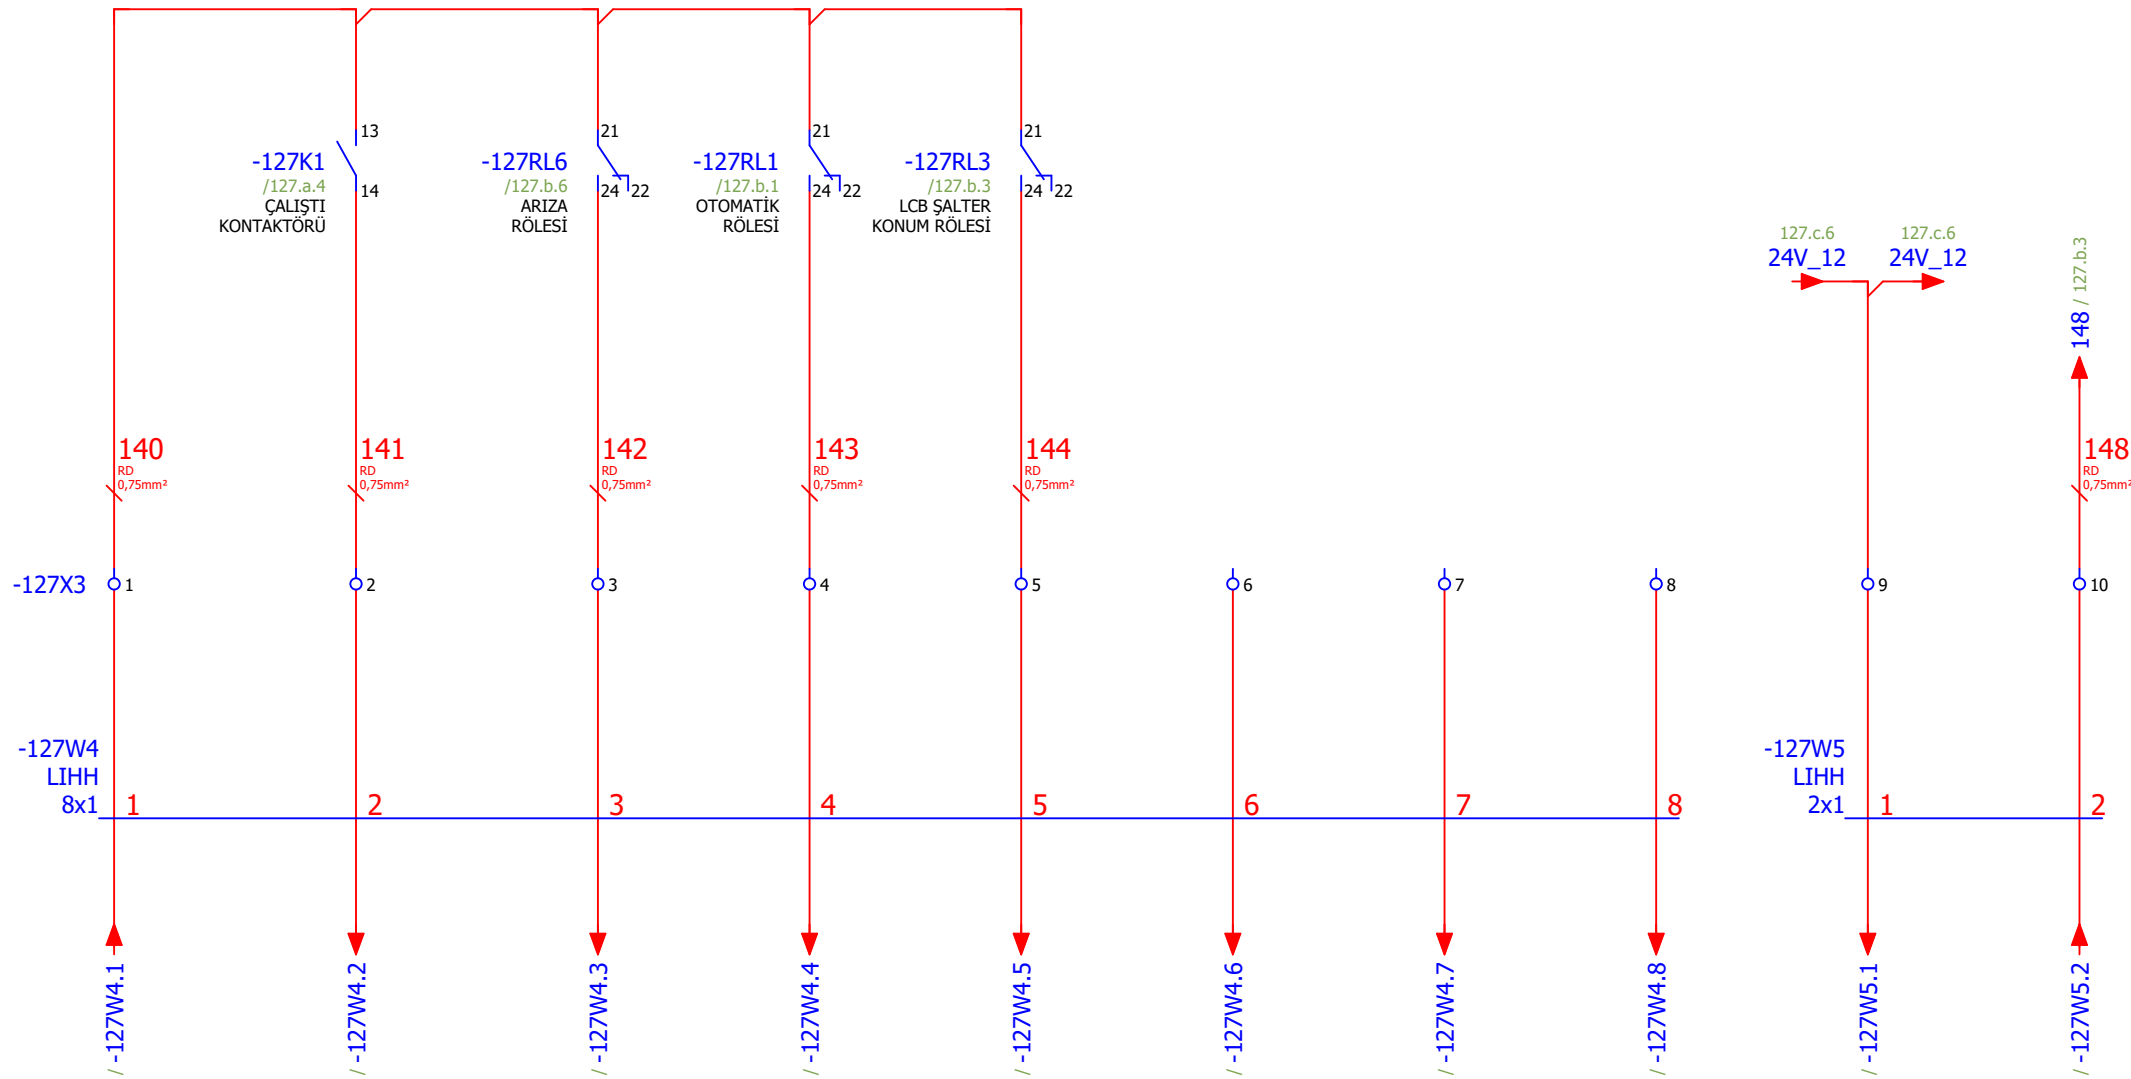 13
21
21
21
-127K1
-127RL6
-127RL1
-127RL3
/127.a.4
/127.b.6
/127.b.1
/127.b.3
14
24 22
24 22
24 22
ÇALIŞTI
KONTAKTÖRÜ
ARIZA
RÖLESİ
OTOMATİK
RÖLESİ
LCB ŞALTER
KONUM RÖLESİ
127.c.6
127.c.6
24V_12
24V_12
148 / 127.b.3
140
RD
0,75mm²
141
RD
0,75mm²
142
RD
0,75mm²
143
RD
0,75mm²
144
RD
0,75mm²
148
RD
0,75mm²
-127X3
1
2
3
4
5
6
7
8
9
10
-127W4
LIHH
8x1
1
2
3
4
5
6
7
8
-127W5
LIHH
2x1
1
2
/ -127W4.1
/ -127W4.2
/ -127W4.3
/ -127W4.4
/ -127W4.5
/ -127W4.6
/ -127W4.7
/ -127W4.8
/ -127W5.1
/ -127W5.2